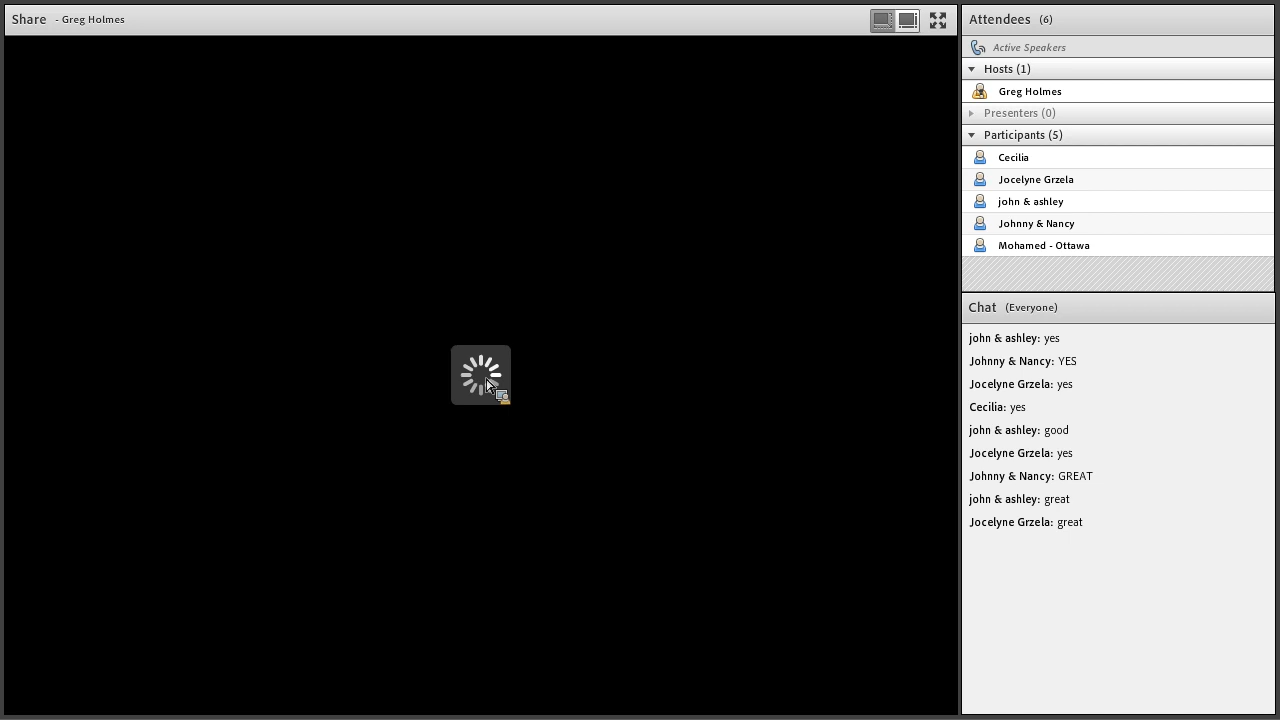 Share - Greg Holmes
Attendees (6)
Active Speakers
Hosts (1)
Greg Holmes
Presenters (0)
Participants (5)
Cecilia
Jocelyne Grzela
john & ashley
Johnny & Nancy
Mohamed - Ottawa
Chat (Everyone)
john & ashley: yes
Johnny & Nancy: YES
Jocelyne Grzela: yes
Cecilia: yes
john & ashley: good
Jocelyne Grzela: yes
Johnny & Nancy: GREAT
john & ashley: great
Jocelyne Grzela: great